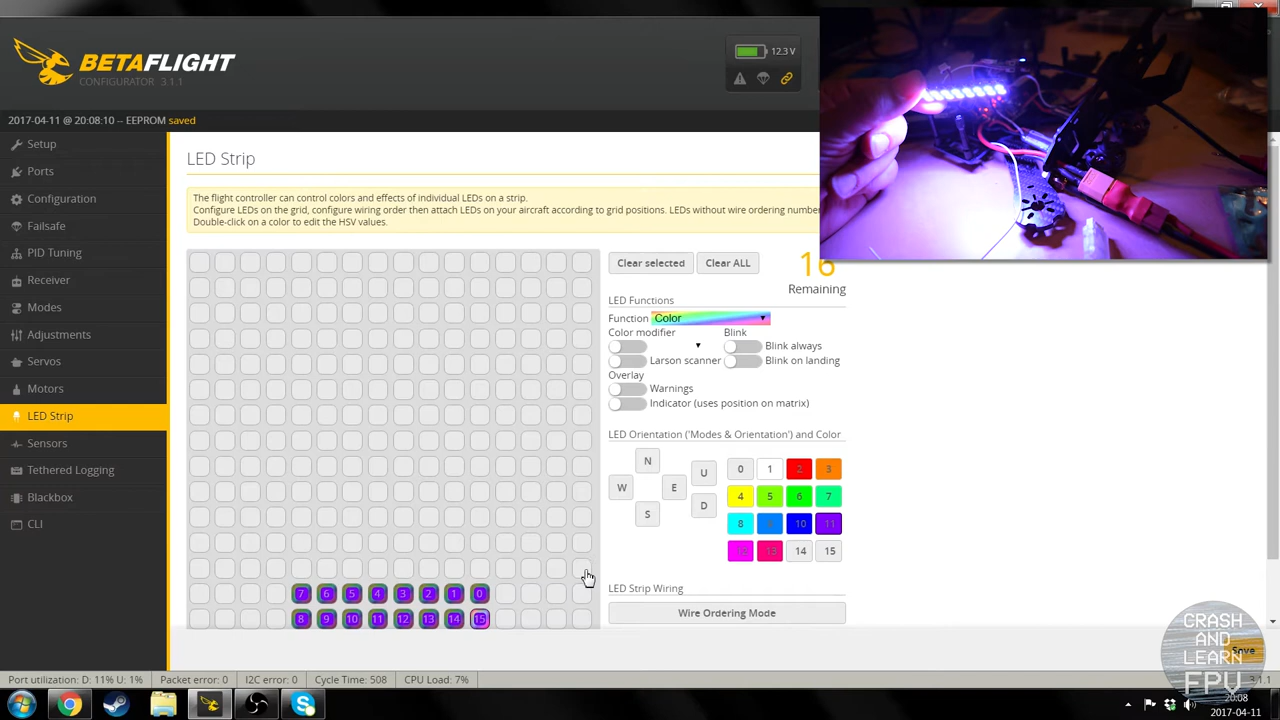 BETAFLIGHT
CONFIGURATOR 3.1.1
12.3 V
2017-04-11 @ 20:08:10 -- EEPROM saved
Setup
Ports
Configuration
Failsafe
PID Tuning
Receiver
Modes
Adjustments
Servos
Motors
LED Strip
Sensors
Tethered Logging
Blackbox
CLI
LED Strip
The flight controller can control colors and effects of individual LEDs on a strip.
Configure LEDs on the grid, configure wiring order then attach LEDs on your aircraft according to grid positions. LEDs without wire ordering number
Double-click on a color to edit the HSV values.
Clear selected Clear ALL
16
Remaining
LED Functions
Function Color
Color modifier Blink
Blink always
Larson scanner Blink on landing
Overlay
Warnings
Indicator (uses position on matrix)
LED Orientation ('Modes & Orientation') and Color
N
W E
S
U
D
0 1 2 3
4 5 6 7
8 9 10 11
12 13 14 15
7 6 5 4 3 2 1 0
8 9 10 11 12 13 14 15
LED Strip Wiring
Wire Ordering Mode
Save
CRASH
AND
LEARN
FPV
Port utilization: D: 11% U: 1% Packet error: 0 I2C error: 0 Cycle Time: 508 CPU Load: 7%
3.1.1
20:08
2017-04-11